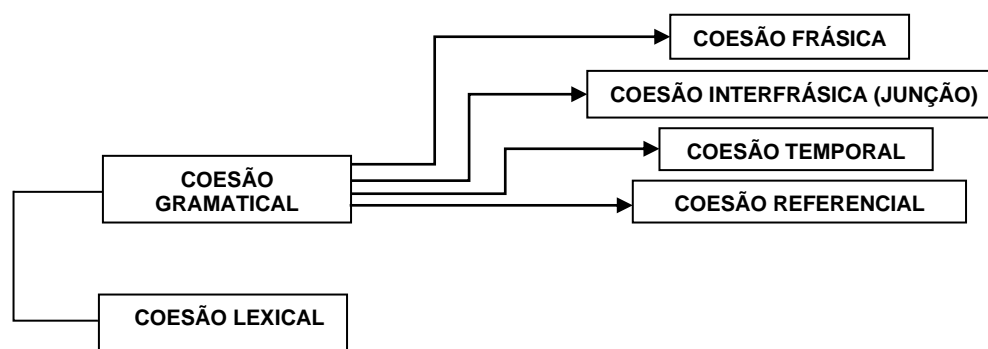 COESÃO FRÁSICA
COESÃO INTERFRÁSICA (JUNÇÃO)
COESÃO TEMPORAL
COESÃO
GRAMATICAL
COESÃO REFERENCIAL
COESÃO LEXICAL